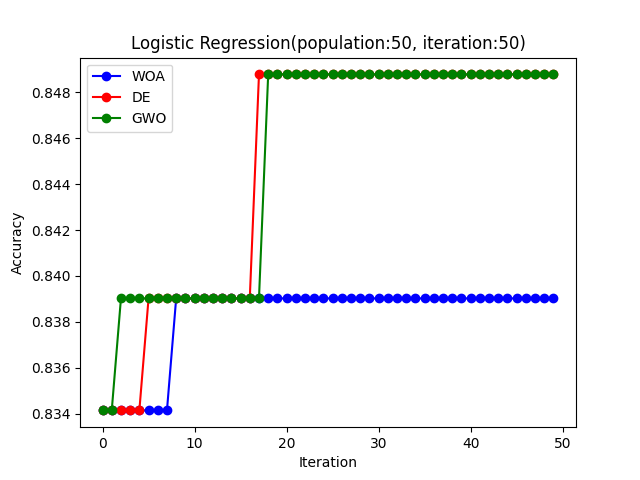 Logistic Regression(population:50, iteration:50)
WOA
DE
GWO
0.848
0.846
0.844
0.842
0.840
0.838
0.836
0.834
Accuracy
0 10 20 30 40 50
Iteration